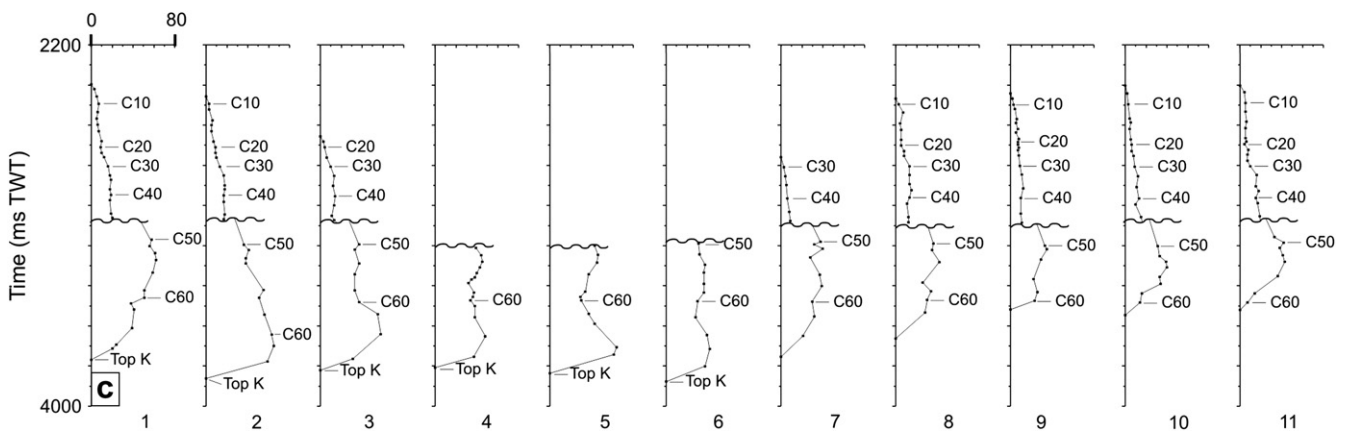 0 80
2200
C10 C10 C10 C10 C10 C10
C20 C20 C20 C20 C20 C20 C20
C30 C30 C30 C30 C30 C30 C30 C30
C40 C40 C40 C40 C40 C40 C40 C40
Time (ms TWT)
C50 C50 C50 C50 C50 C50 C50 C50 C50
C60 C60 C60 C60 C60 C60 C60 C60 C60 C60 C60
Top K Top K Top K Top K Top K Top K
C
4000
1 2 3 4 5 6 7 8 9 10 11